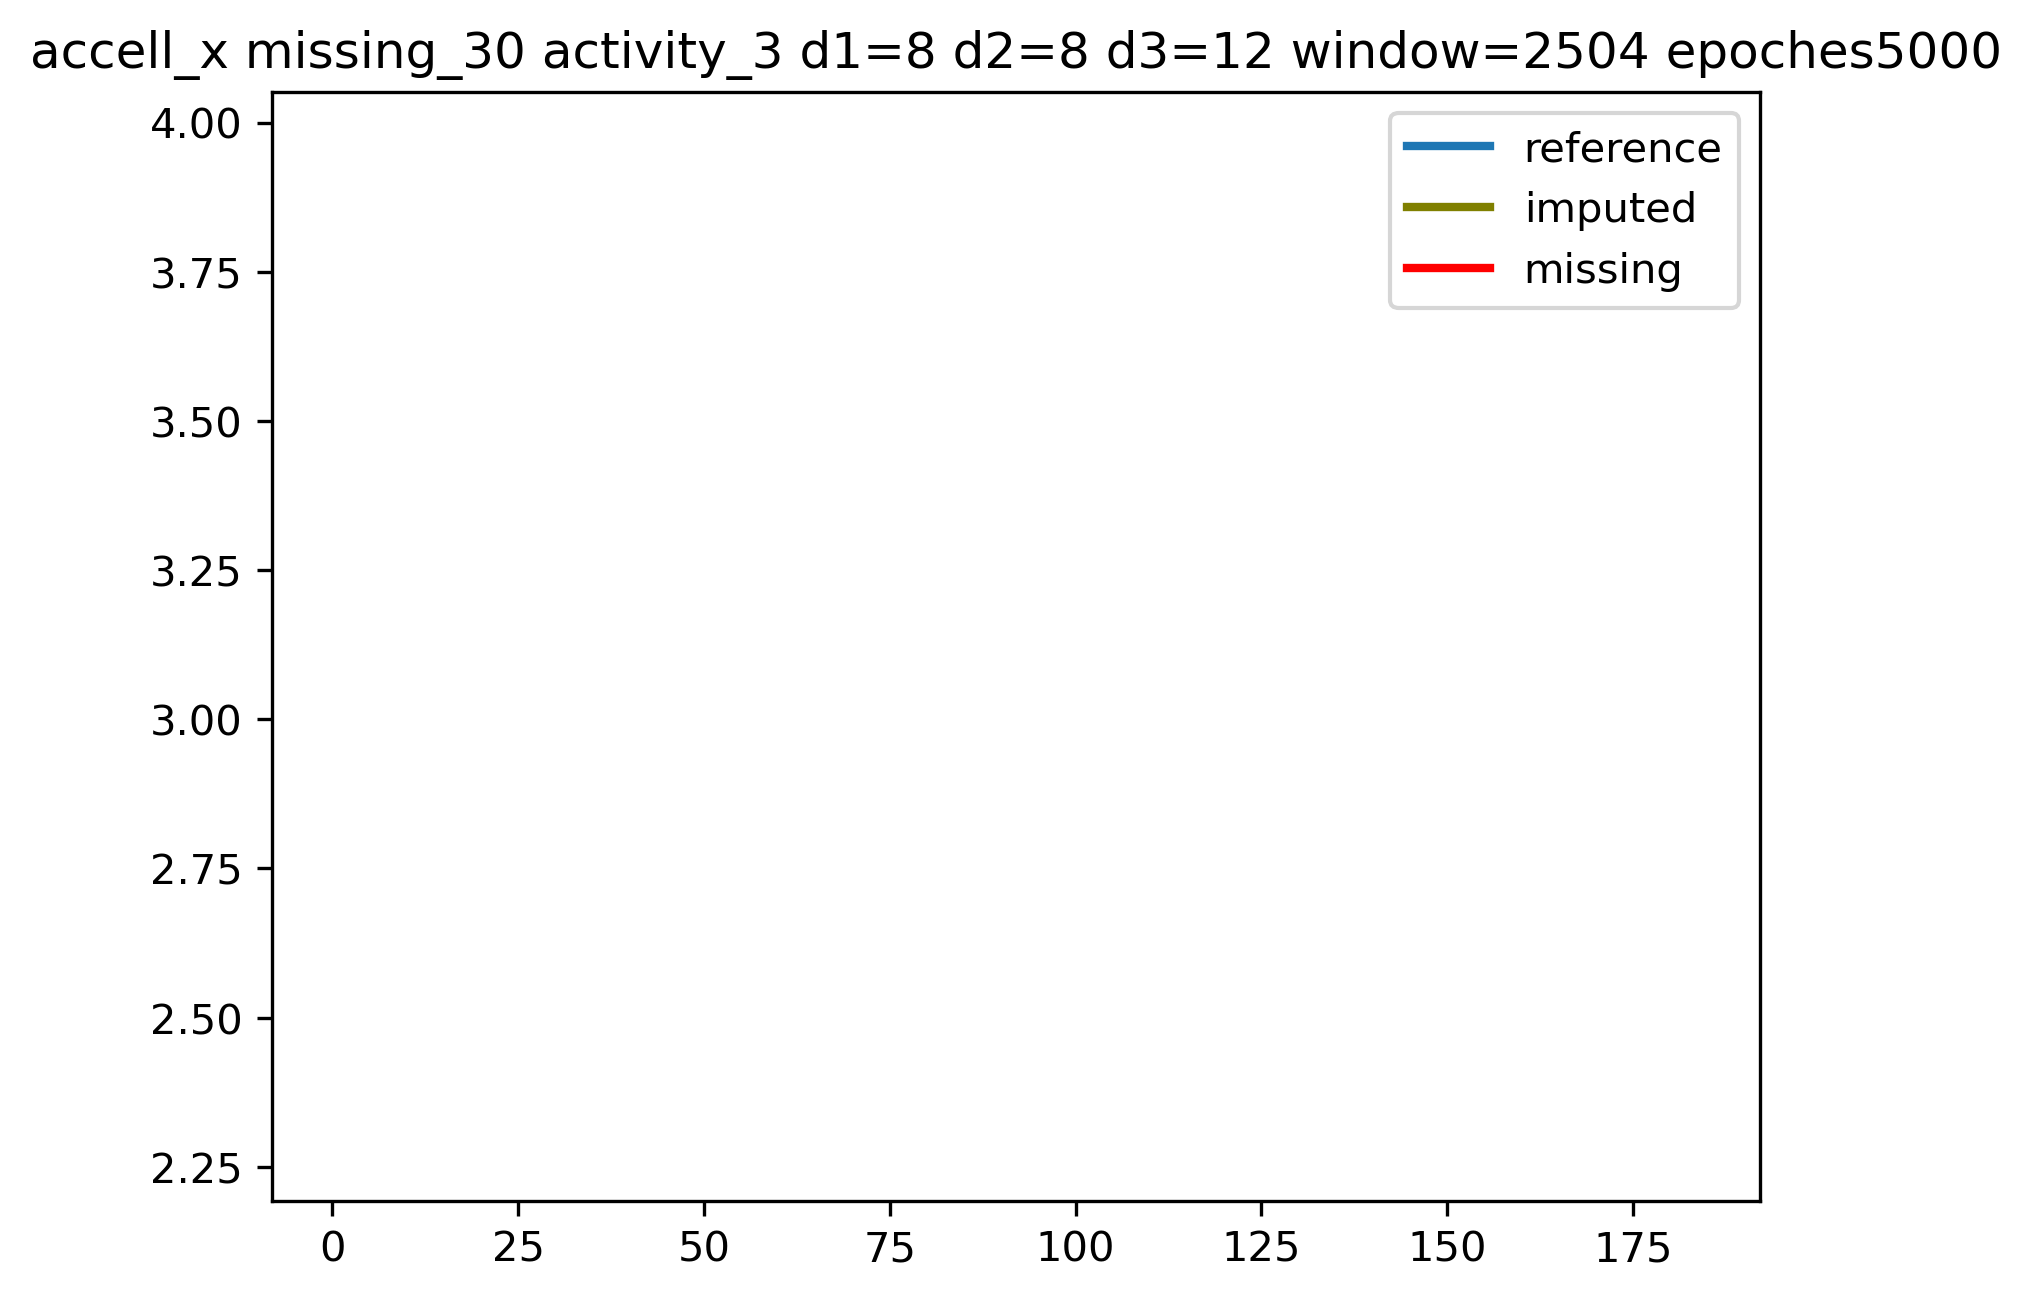 accell_x missing_30 activity_3 d1=8 d2=8 d3=12 window=2504 epoches5000
reference
imputed
missing
4.00
3.75
3.50
3.25
3.00
2.75
2.50
2.25
0 25 50 75 100 125 150 175